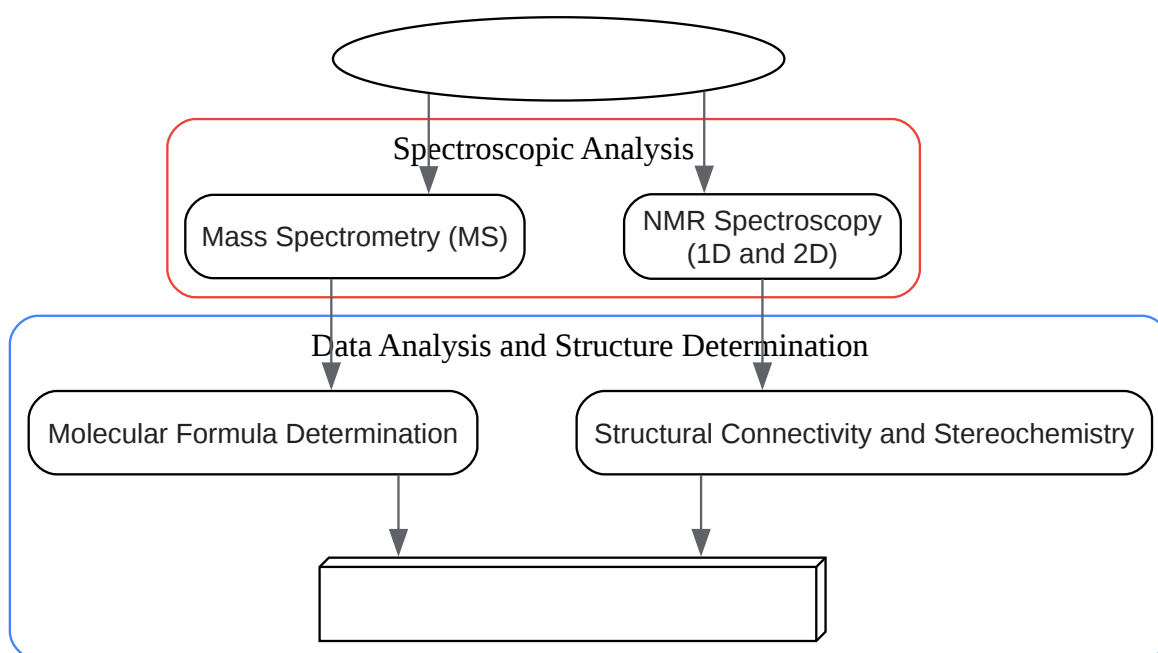 Spectroscopic Analysis
Mass Spectrometry (MS)
NMR Spectroscopy
(1D and 2D)
Data Analysis and Structure Determination
Molecular Formula Determination
Structural Connectivity and Stereochemistry